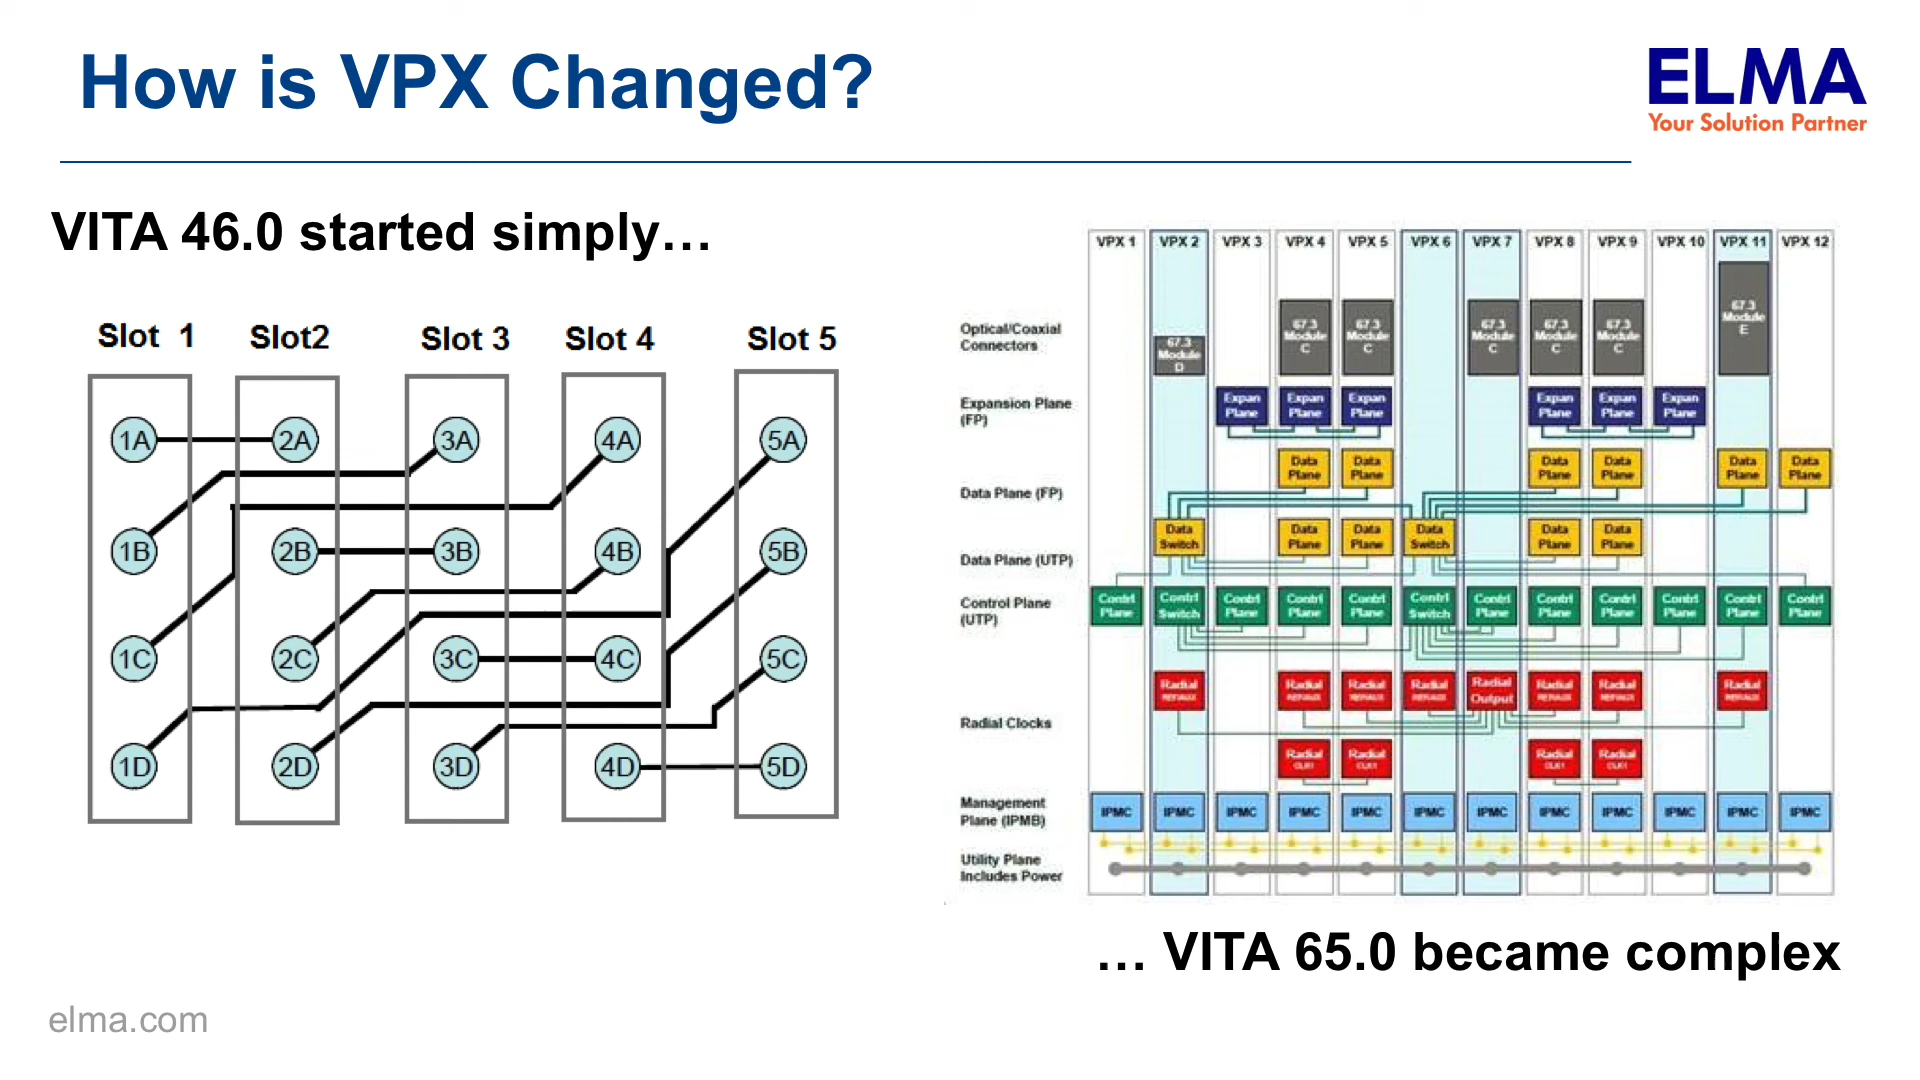 How is VPX Changed?
ELMA
Your Solution Partner
VITA 46.0 started simply…
Slot 1 Slot2 Slot 3 Slot 4 Slot 5
1A 2A 3A 4A 5A
1B 2B 3B 4B 5B
1C 2C 3C 4C 5C
1D 2D 3D 4D 5D
VPX 1 VPX 2 VPX 3 VPX 4 VPX 5 VPX 6 VPX 7 VPX 8 VPX 9 VPX 10 VPX 11 VPX 12
Optical/Coaxial
Connectors
67.3
Module
D
67.3
Module
C
67.3
Module
C
67.3
Module
C
67.3
Module
C
67.3
Module
C
67.3
Module
E
Expansion Plane
(FP)
Expan Expan Expan Expan Expan Expan
Plane Plane Plane Plane Plane Plane
Data Plane (FP)
Data Data Data Data Data Data
Plane Plane Plane Plane Plane Plane
Data Plane (UTP)
Data Data Data Data Data Data
Switch Plane Plane Switch Plane Plane
Control Plane
(UTP)
Contrl Contrl Contrl Contrl Contrl Contrl Contrl Contrl Contrl Contrl Contrl Contrl
Plane Switch Plane Plane Plane Switch Plane Plane Plane Plane Plane Plane
Radial Clocks
Radial Radial Radial Radial Radial Radial Radial Radial
Output
Radial Radial Radial Radial
CLK1 CLK1 CLK1 CLK1
Management
Plane (IPMB)
IPMC IPMC IPMC IPMC IPMC IPMC IPMC IPMC IPMC IPMC IPMC IPMC
Utility Plane
Includes Power
… VITA 65.0 became complex
elma.com